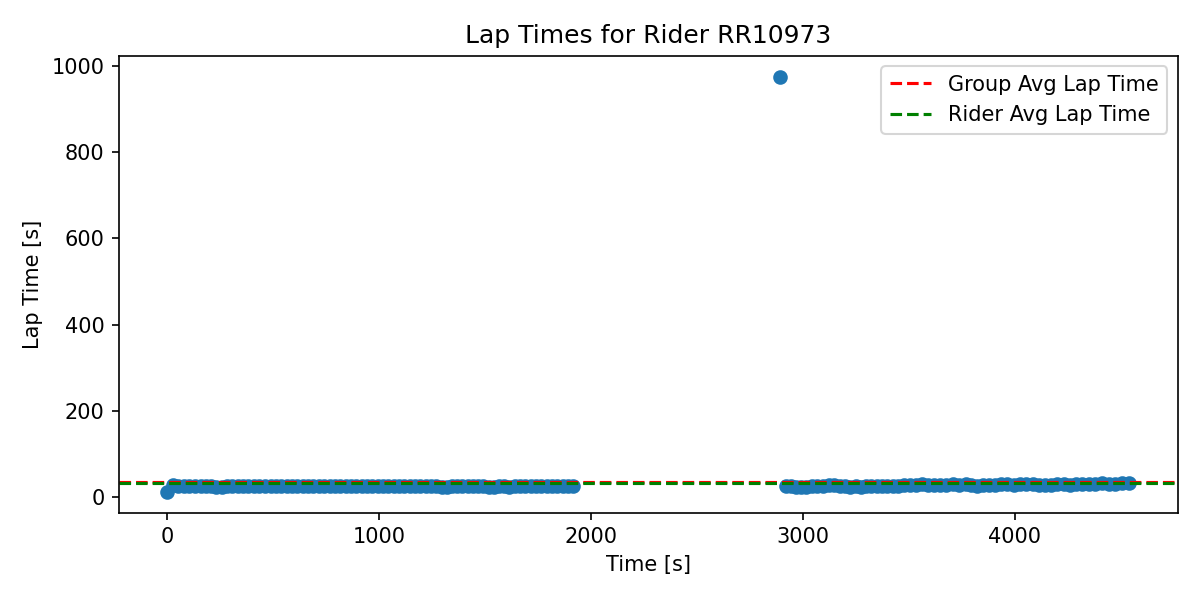 Lap Times for Rider RR10973
Group Avg Lap Time
Rider Avg Lap Time
Lap Time [s]
1000
800
600
400
200
0
0 1000 2000 3000 4000
Time [s]